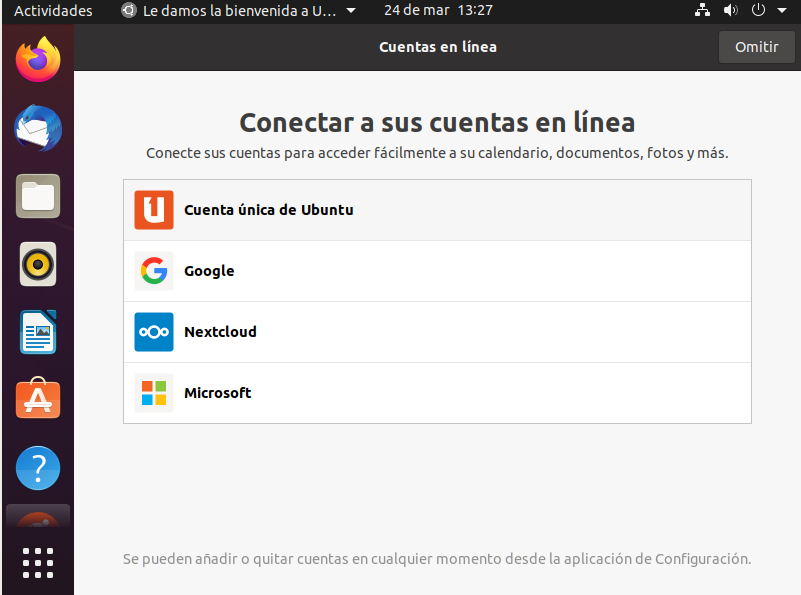 Actividades
Le damos la bienvenida a U…
24 de mar 13:27
Cuentas en línea
Omitir
Conectar a sus cuentas en línea
Conecte sus cuentas para acceder fácilmente a su calendario, documentos, fotos y más.
Cuenta única de Ubuntu
Google
Nextcloud
Microsoft
Se pueden añadir o quitar cuentas en cualquier momento desde la aplicación de Configuración.